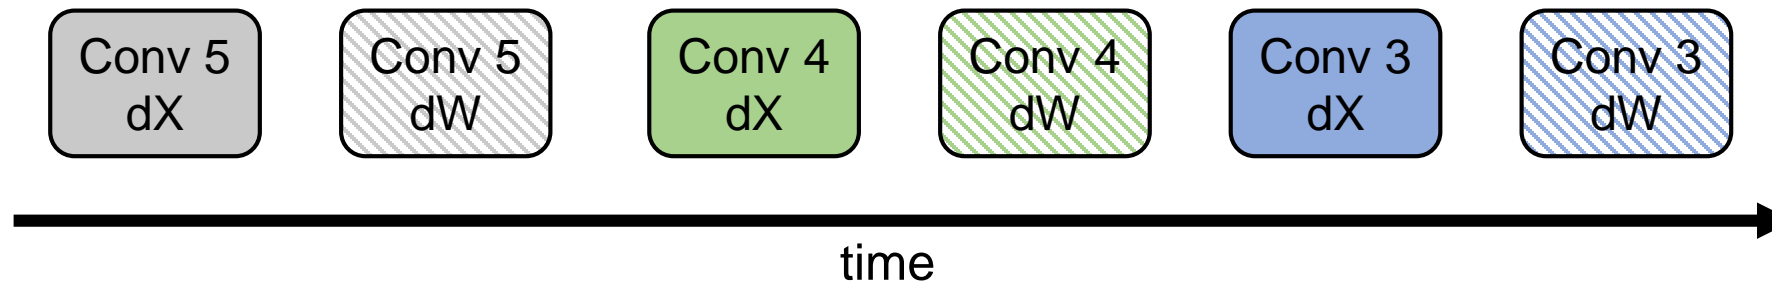 Conv 5
dX
Conv 5
dW
Conv 4
dX
Conv 4
dW
Conv 3
dX
Conv 3
dW
time